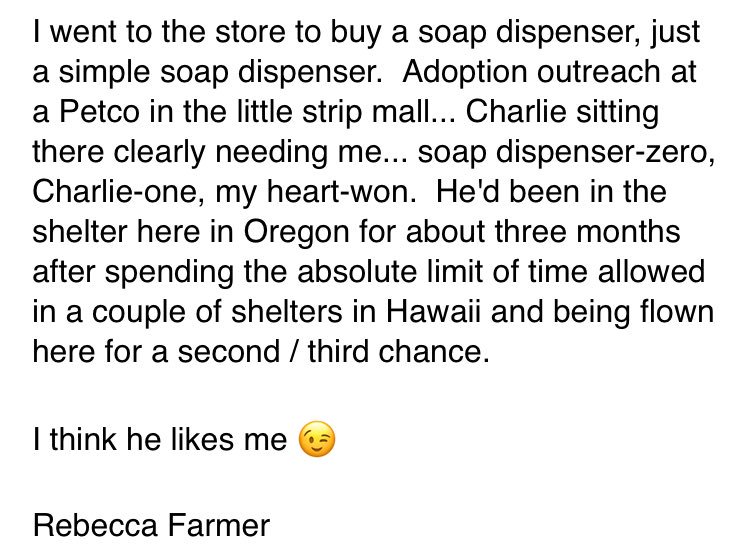 I went to the store to buy a soap dispenser, just
a simple soap dispenser.  Adoption outreach at
a Petco in the little strip mall... Charlie sitting
there clearly needing me... soap dispenser-zero,
Charlie-one, my heart-won.  He'd been in the
shelter here in Oregon for about three months
after spending the absolute limit of time allowed
in a couple of shelters in Hawaii and being flown
here for a second / third chance.
I think he likes me 😉
Rebecca Farmer